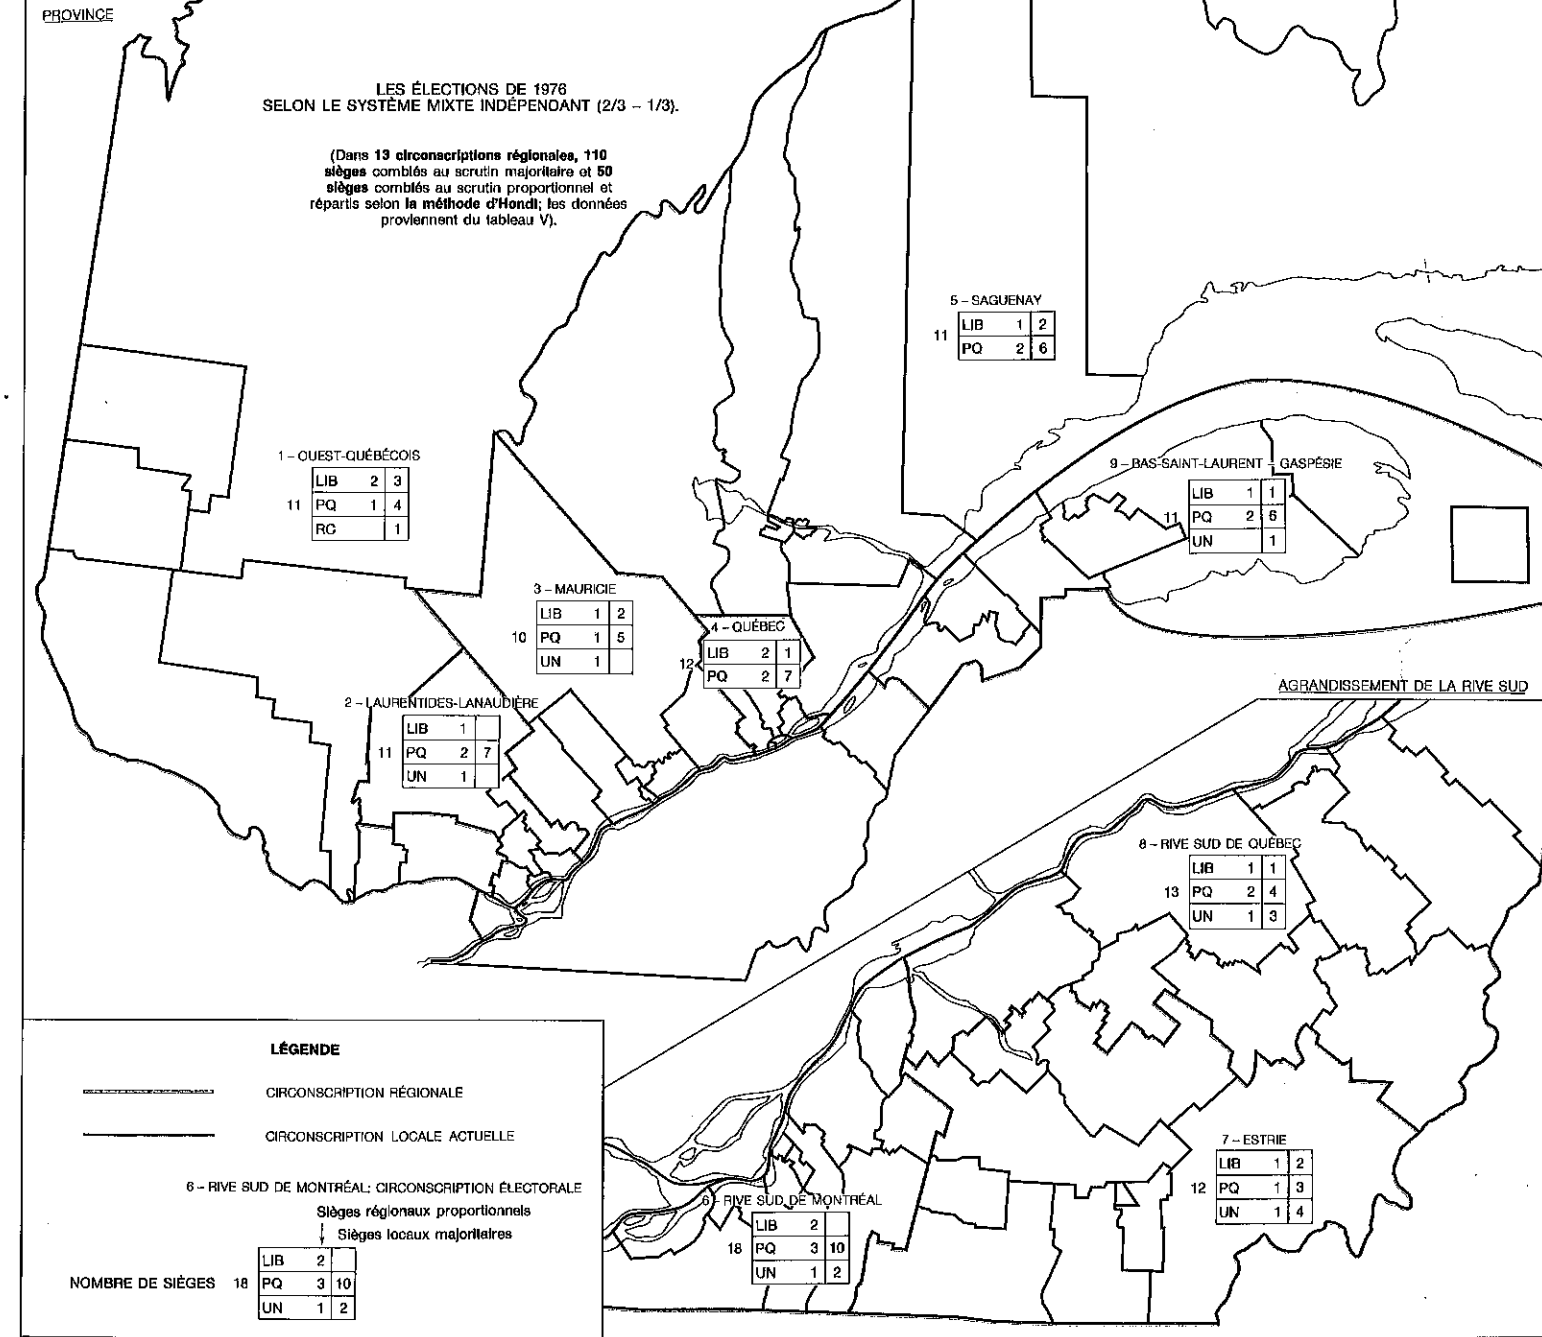 PROVINCE
LES ÉLECTIONS DE 1976
SELON LE SYSTÈME MIXTE INDÉPENDANT (2/3 – 1/3).
(Dans 13 circonscriptions régionales, 110
sièges comblés au scrutin majoritaire et 50
sièges comblés au scrutin proportionnel et
répartis selon la méthode d'Hondt; les données
proviennent du tableau V).
5 – SAGUENAY
11
LIB 1 2
PQ 2 6
1 – OUEST-QUÉBÉCOIS
11
LIB 2 3
PQ 1 4
RC 1
9 – BAS-SAINT-LAURENT – GASPÉSIE
11
LIB 1 1
PQ 2 6
UN 1
3 – MAURICIE
10
LIB 1 2
PQ 1 5
UN 1
4 – QUÉBEC
12
LIB 2 1
PQ 2 7
2 – LAURENTIDES-LANAUDIÈRE
11
LIB 1
PQ 2 7
UN 1
AGRANDISSEMENT DE LA RIVE SUD
8 – RIVE SUD DE QUÉBEC
13
LIB 1 1
PQ 2 4
UN 1 3
7 – ESTRIE
12
LIB 1 2
PQ 1 3
UN 1 4
6 – RIVE SUD DE MONTRÉAL
18
LIB 2
PQ 3 10
UN 1 2
LÉGENDE
CIRCONSCRIPTION RÉGIONALE
CIRCONSCRIPTION LOCALE ACTUELLE
6 – RIVE SUD DE MONTRÉAL: CIRCONSCRIPTION ÉLECTORALE
Sièges régionaux proportionnels
Sièges locaux majoritaires
NOMBRE DE SIÈGES 18
LIB 2
PQ 3 10
UN 1 2